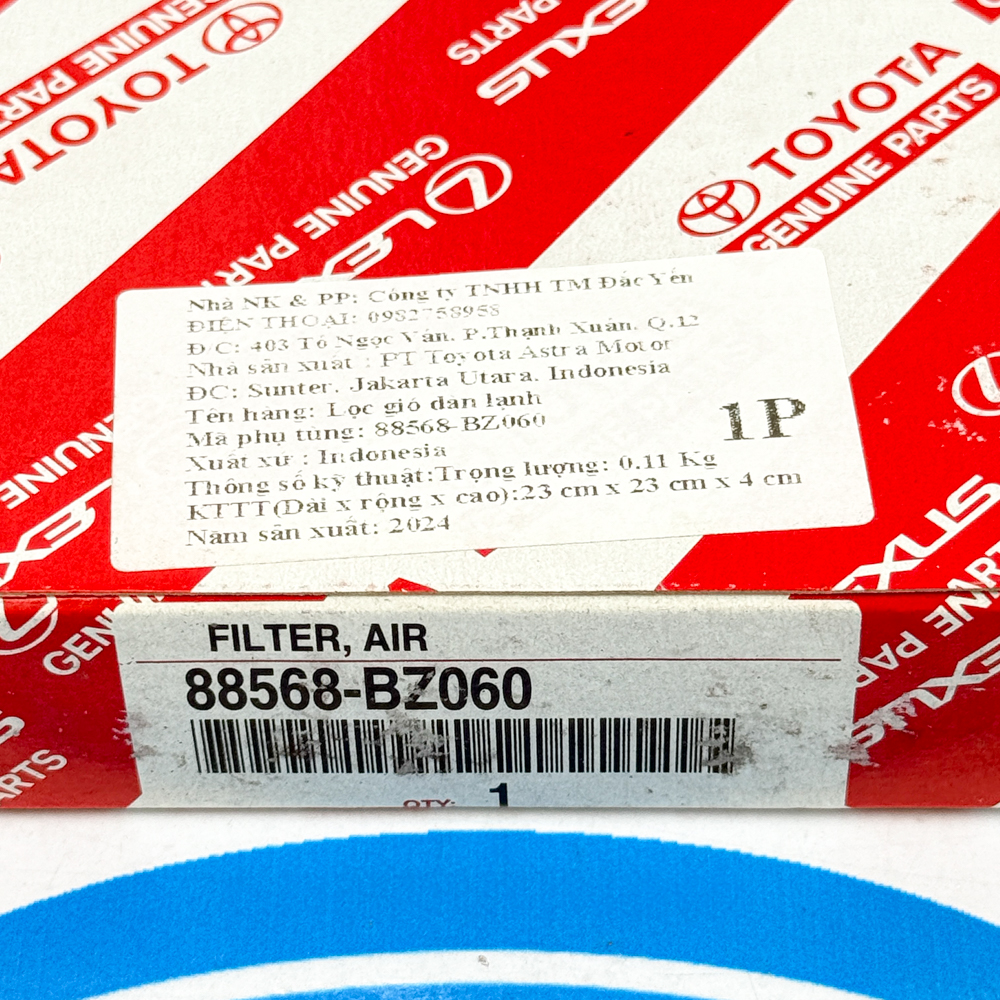 TOYOTA
GENUINE PARTS
LEXUS
GENUINE PARTS
TOYOTA
GENUINE PARTS
Nhà NK & PP: Công ty TNHH TM Đắc Yến
ĐIỆN THOẠI: 0982758958
Đ/C: 403 Tô Ngọc Vân, P.Thạnh Xuân, Q.12
Nhà sản xuất : PT Toyota Astra Motor
ĐC: Sunter, Jakarta Utara, Indonesia
Tên hàng: Lọc gió dàn lạnh
Mã phụ tùng: 88568-BZ060
Xuất xứ : Indonesia
Thông số kỹ thuật:Trọng lượng: 0.11 Kg
KTTT(Dài x rộng x cao):23 cm x 23 cm x 4 cm
Năm sản xuất: 2024
1P
FILTER, AIR
88568-BZ060
QTY: 1